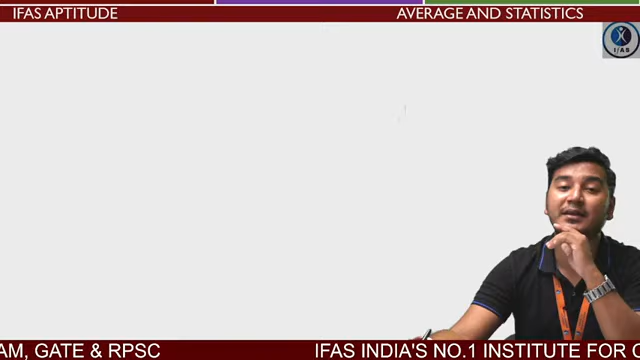 IFAS APTITUDE
AVERAGE AND STATISTICS
IFAS
AM, GATE & RPSC
IFAS INDIA'S NO.1 INSTITUTE FOR C